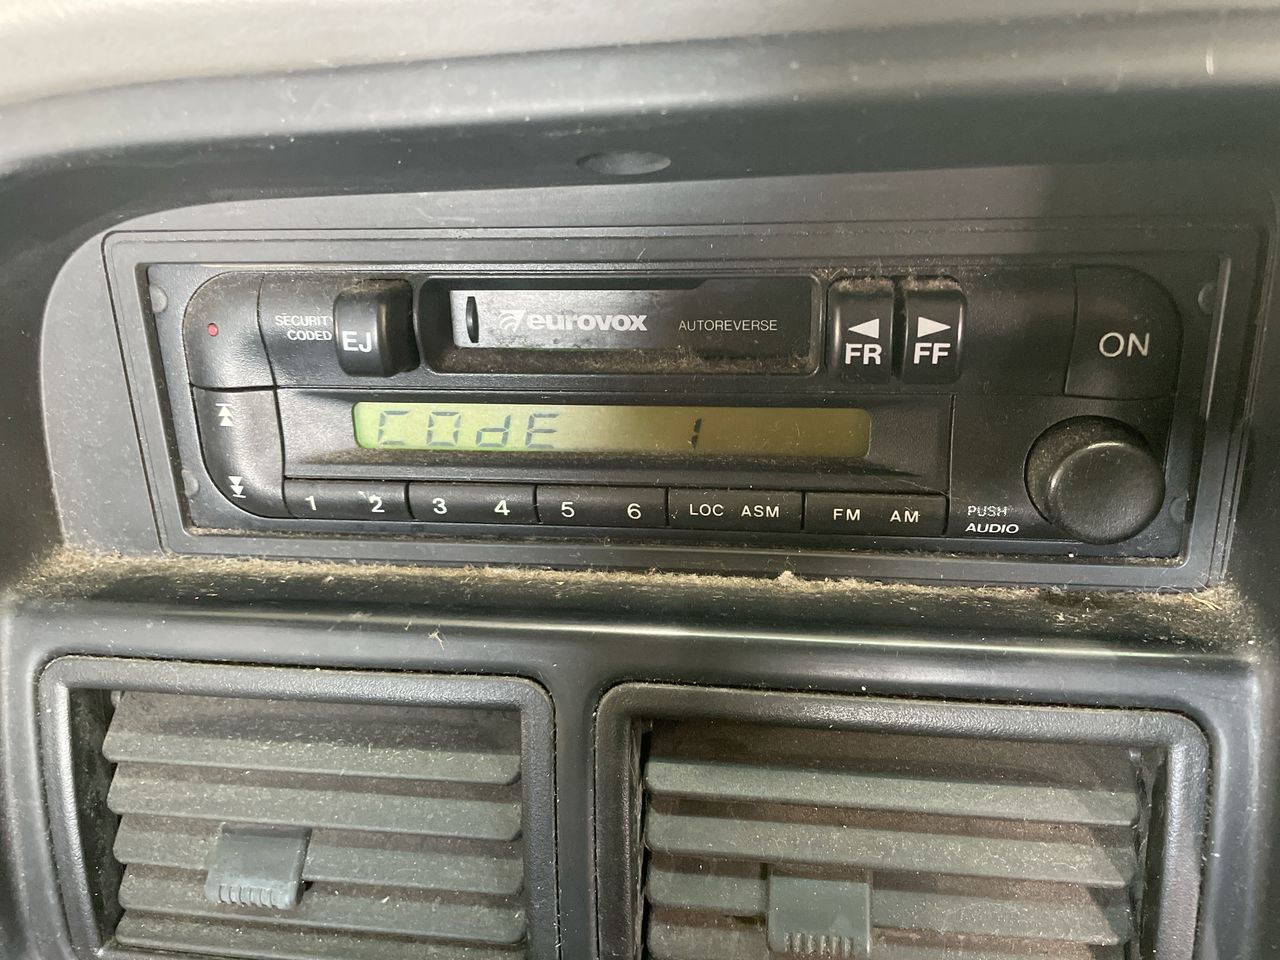 SECURITY
CODED
EJ
eurovox
AUTOREVERSE
FR
FF
ON
COdE 1
1 2 3 4 5 6 LOC ASM FM AM
PUSH
AUDIO